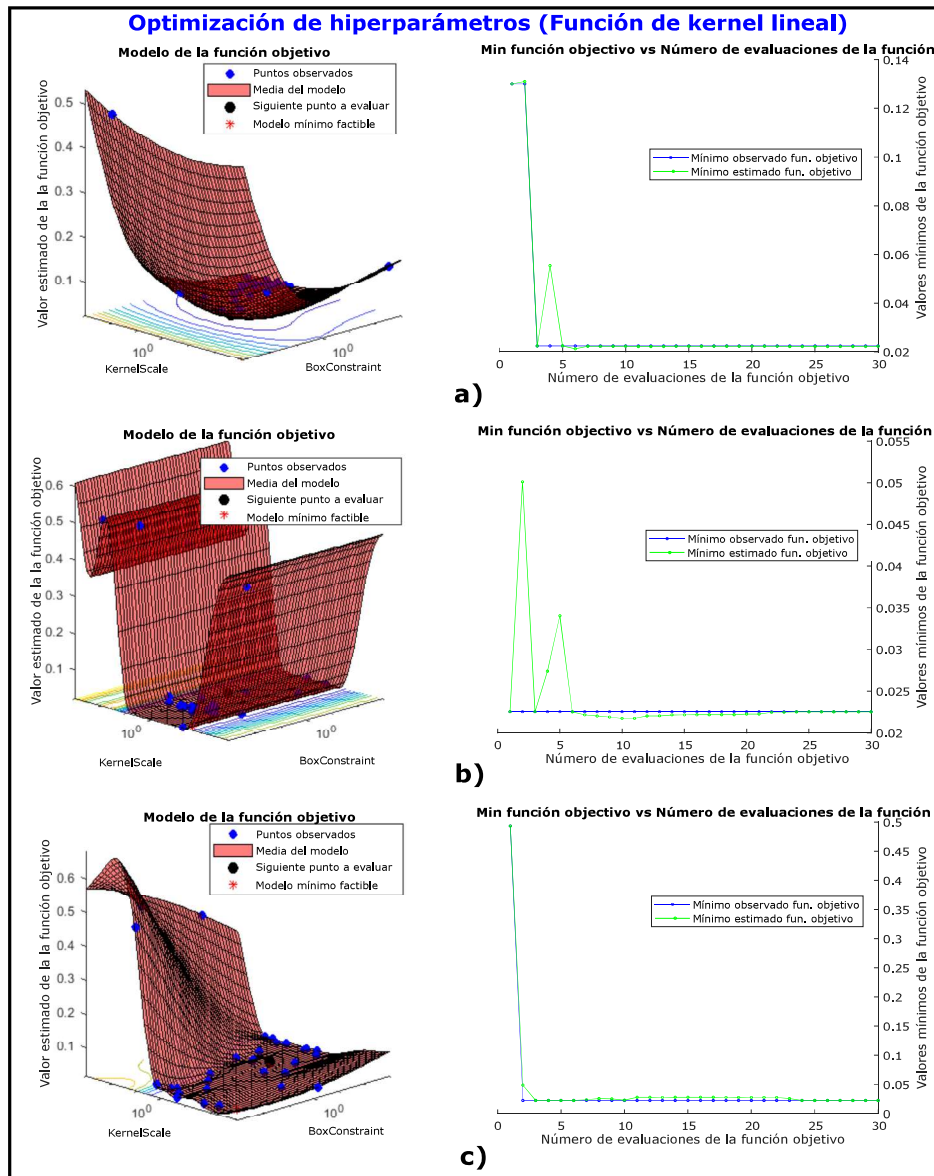 Optimización de hiperparámetros (Función de kernel lineal)
Modelo de la función objetivo
Puntos observados
Media del modelo
Siguiente punto a evaluar
Modelo mínimo factible
Valor estimado de la función objetivo
0.5
0.4
0.3
0.2
0.1
10⁰
10⁰
KernelScale
BoxConstraint
Min función objectivo vs Número de evaluaciones de la función
Mínimo observado fun. objetivo
Mínimo estimado fun. objetivo
0.14
0.12
0.1
0.08
0.06
0.04
0.02
Valores mínimos de la función objetivo
0 5 10 15 20 25 30
Número de evaluaciones de la función objetivo
a)
Modelo de la función objetivo
Puntos observados
Media del modelo
Siguiente punto a evaluar
Modelo mínimo factible
Valor estimado de la función objetivo
0.6
0.5
0.4
0.3
0.2
0.1
10⁰
10⁰
KernelScale
BoxConstraint
Min función objectivo vs Número de evaluaciones de la función
Mínimo observado fun. objetivo
Mínimo estimado fun. objetivo
0.055
0.05
0.045
0.04
0.035
0.03
0.025
0.02
Valores mínimos de la función objetivo
0 5 10 15 20 25 30
Número de evaluaciones de la función objetivo
b)
Modelo de la función objetivo
Puntos observados
Media del modelo
Siguiente punto a evaluar
Modelo mínimo factible
Valor estimado de la función objetivo
0.6
0.5
0.4
0.3
0.2
0.1
10⁰
10⁰
KernelScale
BoxConstraint
Min función objectivo vs Número de evaluaciones de la función
Mínimo observado fun. objetivo
Mínimo estimado fun. objetivo
0.5
0.45
0.4
0.35
0.3
0.25
0.2
0.15
0.1
0.05
0
Valores mínimos de la función objetivo
0 5 10 15 20 25 30
Número de evaluaciones de la función objetivo
c)